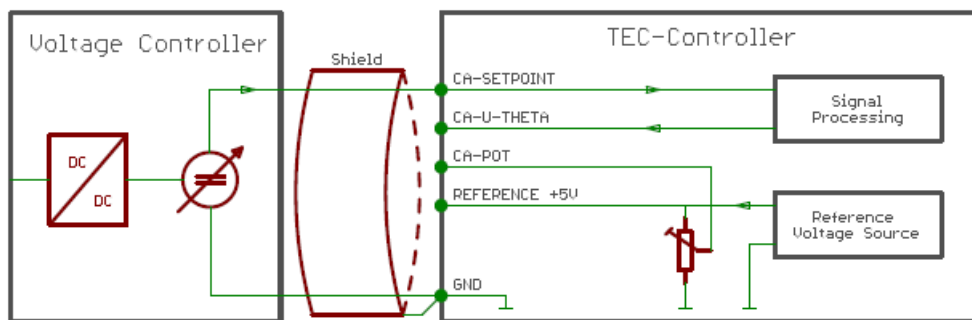 Voltage Controller
DC
DC
Shield
TEC-Controller
CA-SETPOINT
CA-U-THETA
CA-POT
REFERENCE +5V
GND
Signal
Processing
Reference
Voltage Source